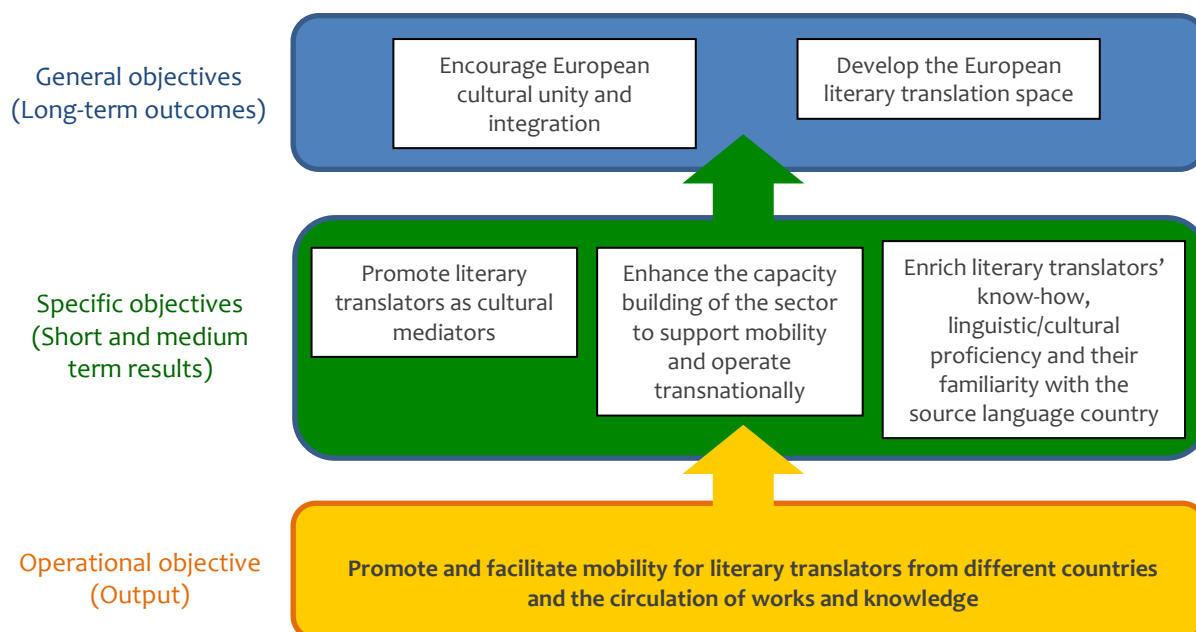 General objectives
(Long-term outcomes)
Encourage European
cultural unity and
integration
Develop the European
literary translation space
Specific objectives
(Short and medium
term results)
Promote literary
translators as cultural
mediators
Enhance the capacity
building of the sector
to support mobility
and operate
transnationally
Enrich literary translators’
know-how,
linguistic/cultural
proficiency and their
familiarity with the
source language country
Operational objective
(Output)
Promote and facilitate mobility for literary translators from different countries
and the circulation of works and knowledge